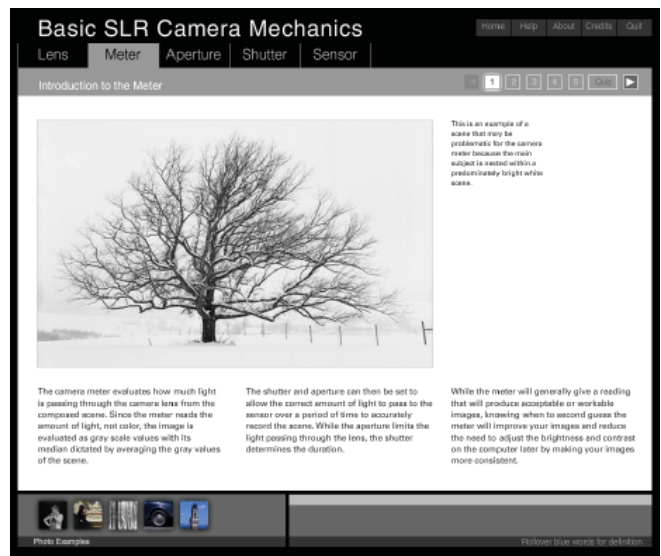 Basic SLR Camera Mechanics
Home Help About Credits Quit
Lens Meter Aperture Shutter Sensor
Introduction to the Meter
1 2 3 4 5 Quiz
This is an example of a
scene that may be
problematic for the camera
meter because the main
subject is nested within a
predominately bright white
scene.
The camera meter evaluates how much light
is passing through the camera lens from the
composed scene. Since the meter reads the
amount of light, not color, the image is
evaluated as gray scale values with its
median dictated by averaging the gray values
of the scene.
The shutter and aperture can then be set to
allow the correct amount of light to pass to the
sensor over a period of time to accurately
record the scene. While the aperture limits the
light passing through the lens, the shutter
determines the duration.
While the meter will generally give a reading
that will produce acceptable or workable
images, knowing when to second guess the
meter will improve your images and reduce
the need to adjust the brightness and contrast
on the computer later by making your images
more consistent.
Photo Examples
Rollover blue words for definition